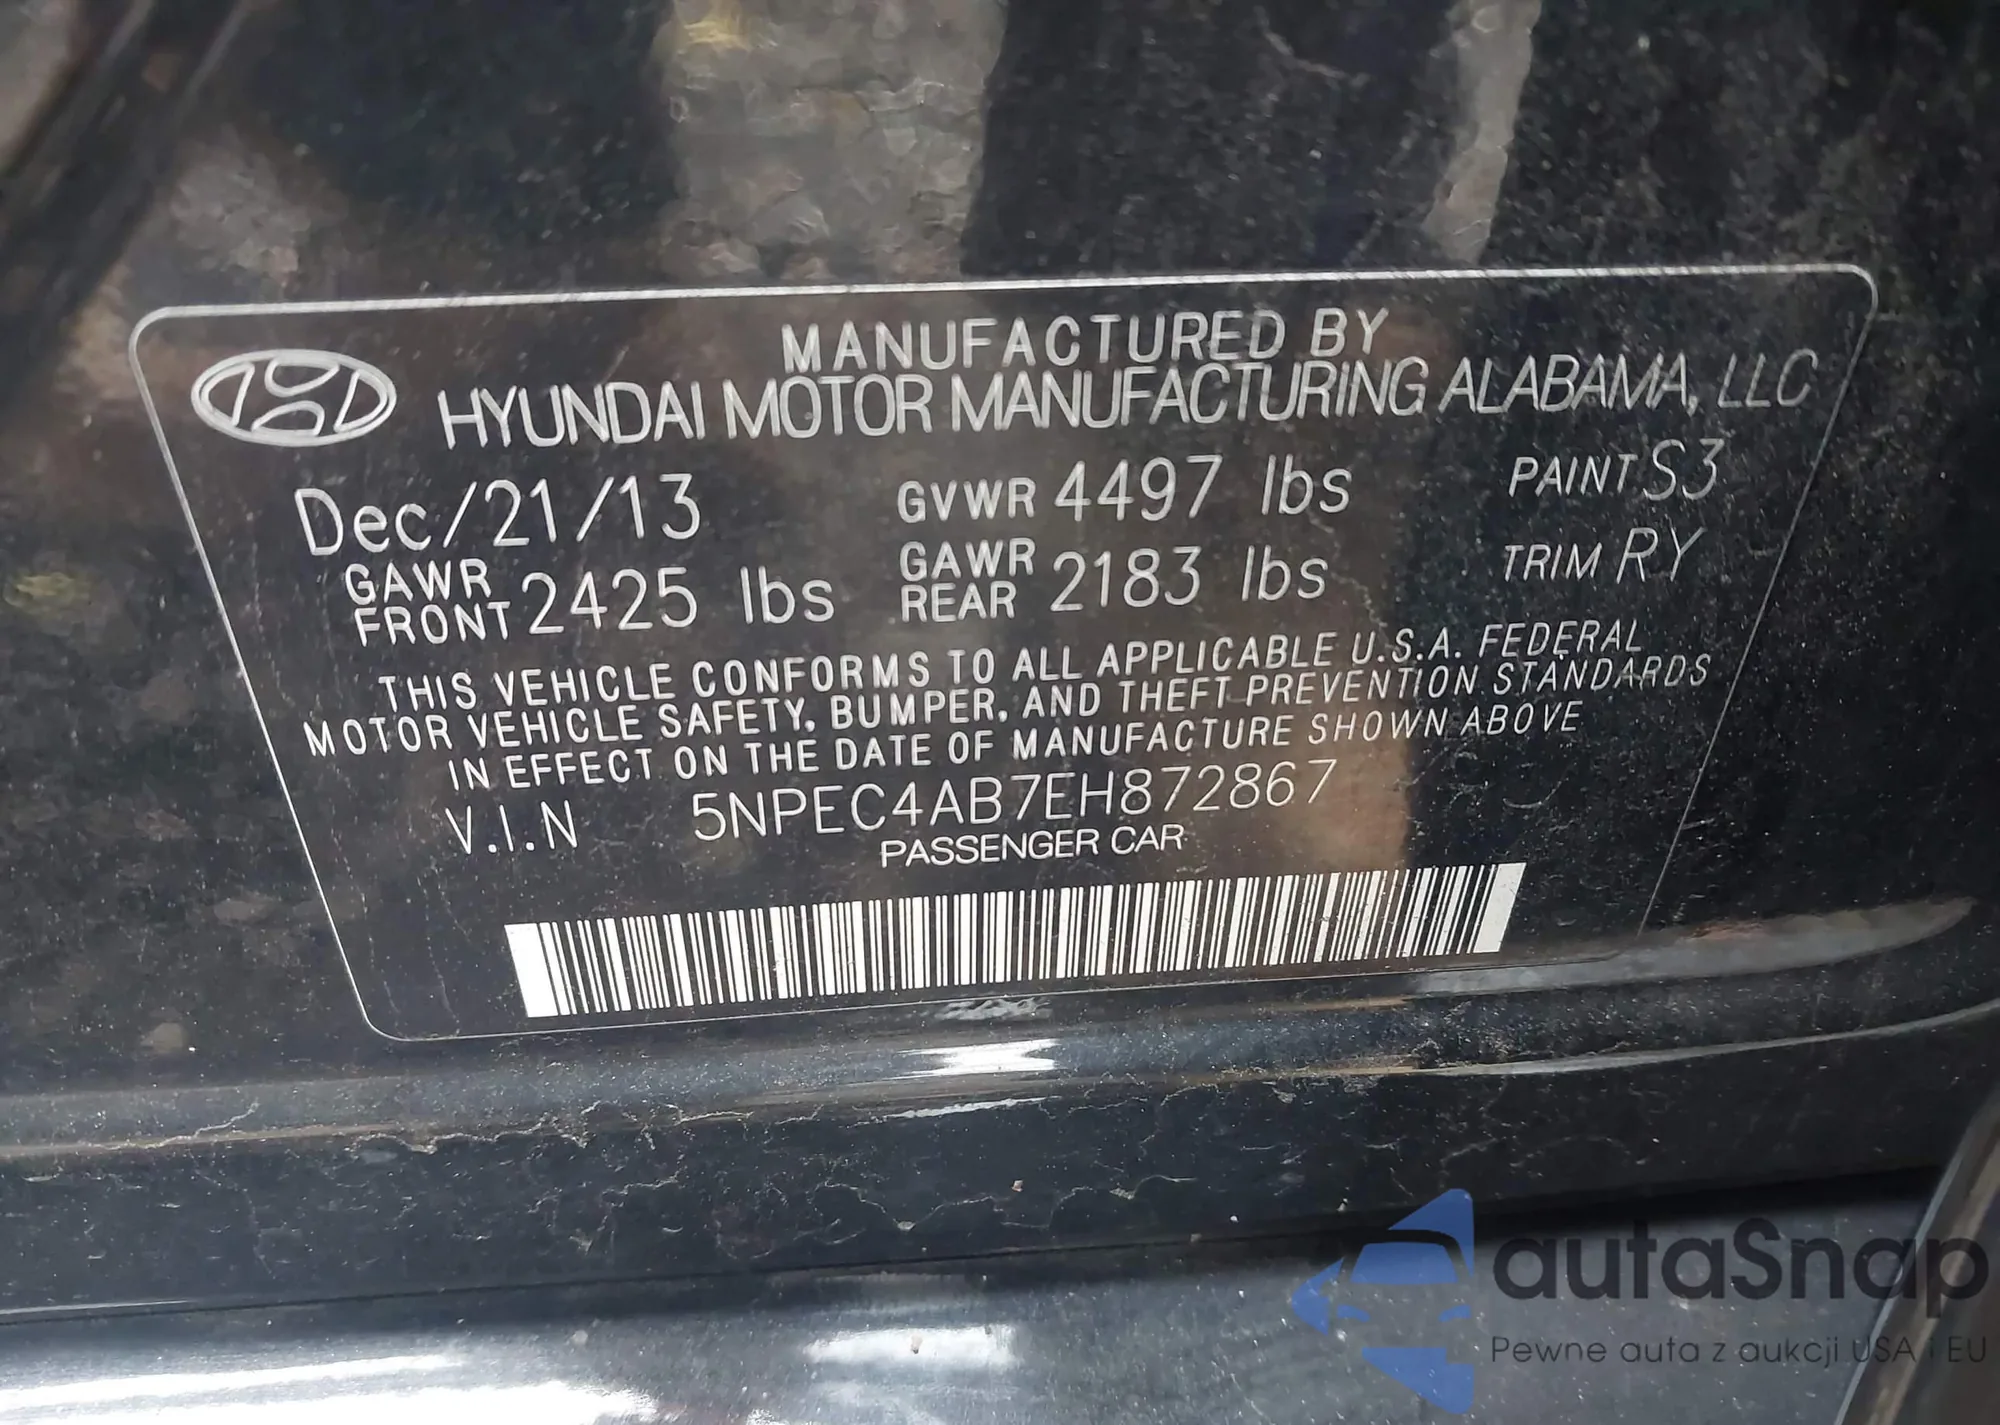 MANUFACTURED BY
HYUNDAI MOTOR MANUFACTURING ALABAMA, LLC
Dec/21/13 GVWR 4497 lbs PAINT S3
GAWR FRONT 2425 lbs GAWR REAR 2183 lbs TRIM RY
THIS VEHICLE CONFORMS TO ALL APPLICABLE U.S.A. FEDERAL
MOTOR VEHICLE SAFETY, BUMPER, AND THEFT PREVENTION STANDARDS
IN EFFECT ON THE DATE OF MANUFACTURE SHOWN ABOVE
V.I.N 5NPEC4AB7EH872867
PASSENGER CAR
autaSnap
Pewne auta z aukcji USA i EU